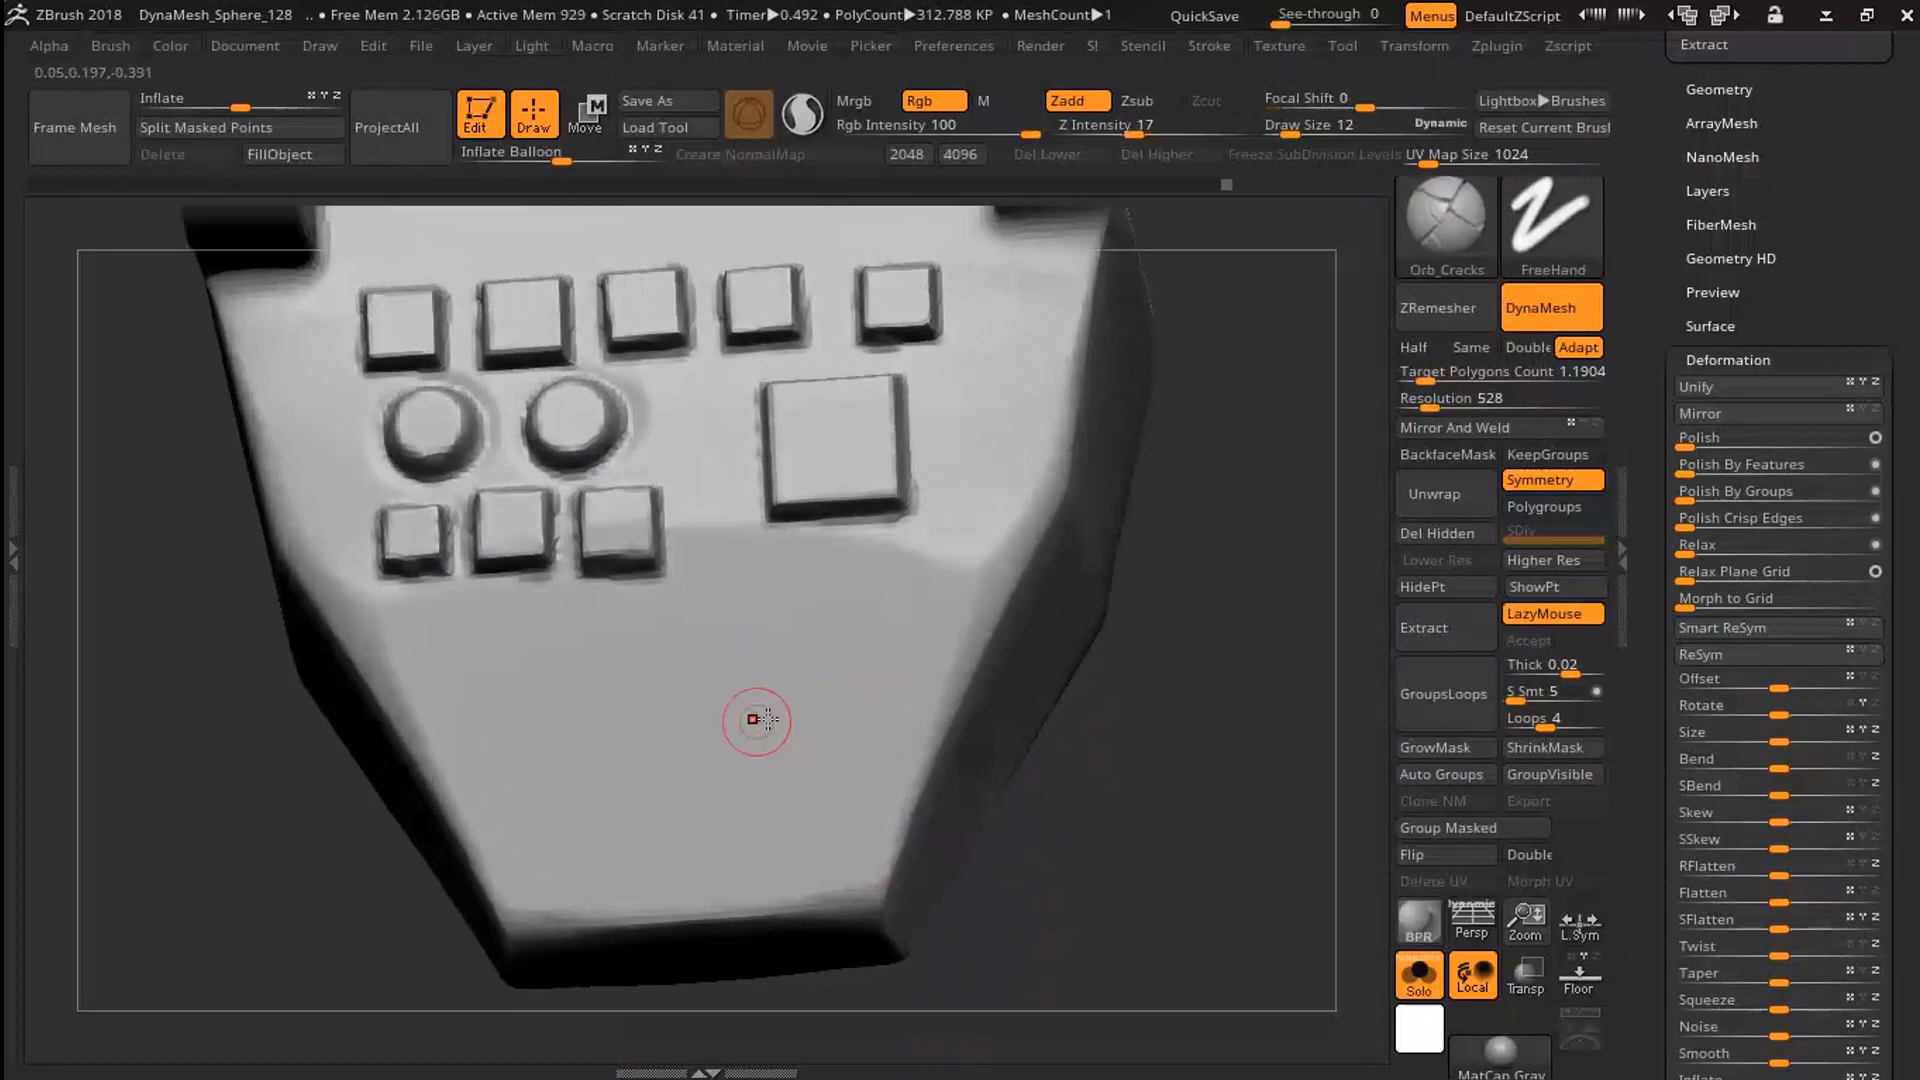 ZBrush 2018 DynaMesh_Sphere_128 .. • Free Mem 2.126GB • Active Mem 929 • Scratch Disk 41 • Timer▶0.492 • PolyCount▶312.788 KP • MeshCount▶1 QuickSave See-through 0 Menus DefaultZScript
Alpha Brush Color Document Draw Edit File Layer Light Macro Marker Material Movie Picker Preferences Render S! Stencil Stroke Texture Tool Transform Zplugin Zscript
0.05,0.197,-0.391
Frame Mesh
Inflate
Split Masked Points
Delete FillObject
ProjectAll
Edit Draw Move
Inflate Balloon
Save As
Load Tool
Create NormalMap
Mrgb Rgb M
Rgb Intensity 100
2048 4096
Zadd Zsub Zcut
Z Intensity 17
Del Lower Del Higher
Focal Shift 0
Draw Size 12 Dynamic
Freeze SubDivision Levels
Lightbox▶Brushes
Reset Current Brusl
UV Map Size 1024
Orb_Cracks FreeHand
ZRemesher DynaMesh
Half Same Double Adapt
Target Polygons Count 1.1904
Resolution 528
Mirror And Weld
BackfaceMask KeepGroups
Unwrap Symmetry
Polygroups
Del Hidden SDiv
Lower Res Higher Res
HidePt ShowPt
Extract LazyMouse
Accept
Thick 0.02
GroupsLoops S Smt 5
Loops 4
GrowMask ShrinkMask
Auto Groups GroupVisible
Clone NM Export
Group Masked
Flip Double
Delete UV Morph UV
BPR Dynamic Persp Zoom L.Sym
Dynamic Solo Local Transp Floor
MatCap Gray
Extract
Geometry
ArrayMesh
NanoMesh
Layers
FiberMesh
Geometry HD
Preview
Surface
Deformation
Unify
Mirror
Polish
Polish By Features
Polish By Groups
Polish Crisp Edges
Relax
Relax Plane Grid
Morph to Grid
Smart ReSym
ReSym
Offset
Rotate
Size
Bend
SBend
Skew
SSkew
RFlatten
Flatten
SFlatten
Twist
Taper
Squeeze
Noise
Smooth
Inflate